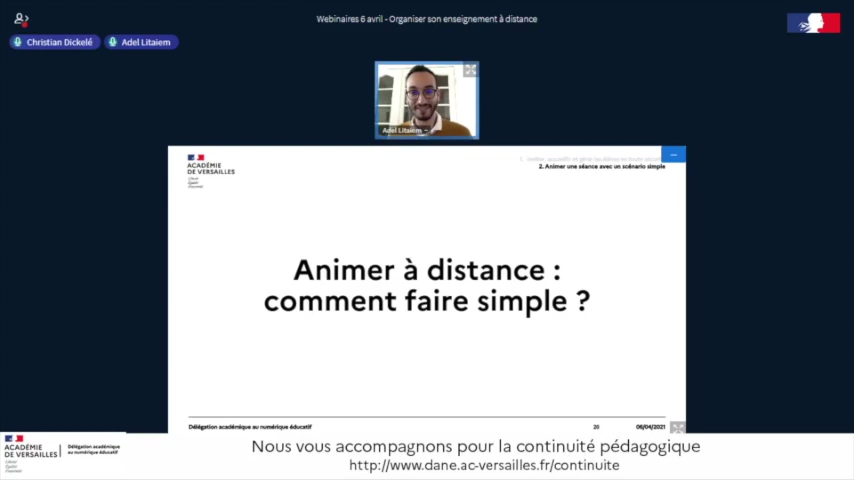 Webinaires 6 avril - Organiser son enseignement à distance
Christian Dickelé
Adel Litaiem
Adel Litaiem
ACADÉMIE
DE VERSAILLES
2. Animer une séance avec un scénario simple
Animer à distance :
comment faire simple ?
Délégation académique au numérique éducatif
20
06/04/2021
ACADÉMIE
DE VERSAILLES
Délégation académique
au numérique éducatif
Nous vous accompagnons pour la continuité pédagogique
http://www.dane.ac-versailles.fr/continuite